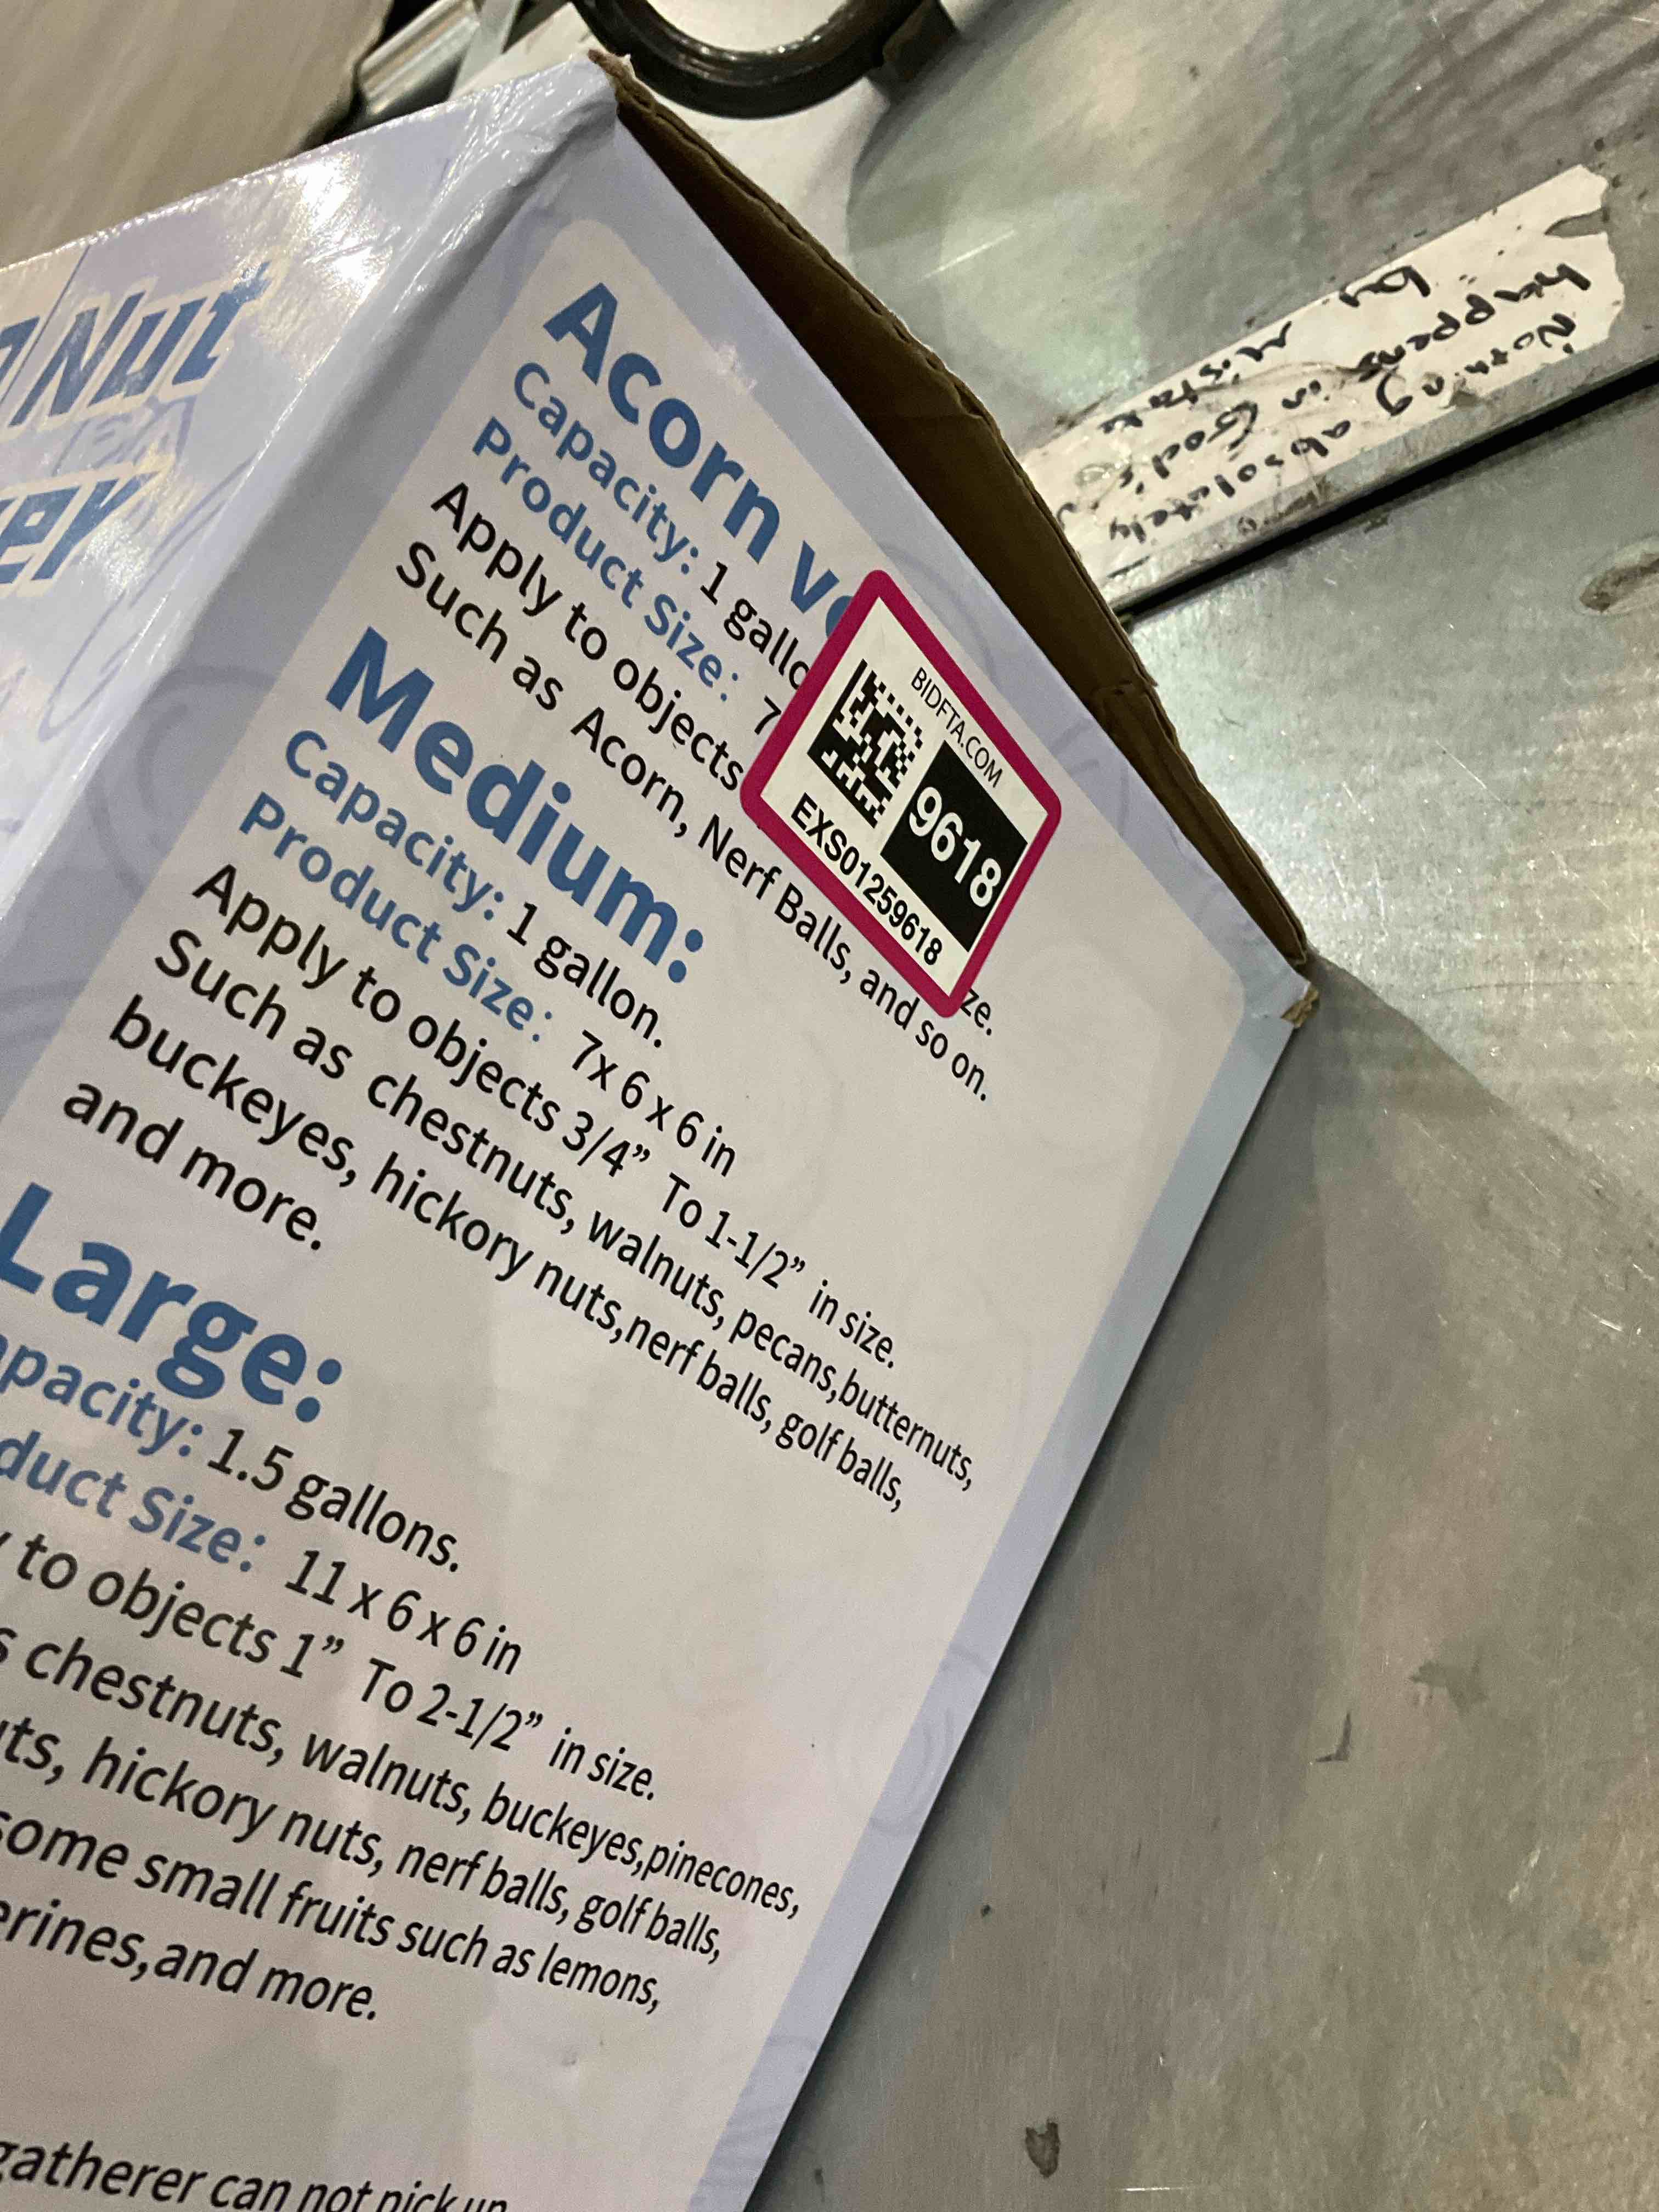 Nut
er
Acorn ve
Capacity: 1 gallo
Product Size: 7
Apply to objects
ze.
Such as Acorn, Nerf Balls, and so on.
BIDFTA.COM
9618
EXS01259618
Medium:
Capacity: 1 gallon.
Product Size: 7x 6 x 6 in
Apply to objects 3/4” To 1-1/2” in size.
Such as chestnuts, walnuts, pecans,butternuts,
buckeyes, hickory nuts,nerf balls, golf balls,
and more.
Large:
pacity: 1.5 gallons.
duct Size: 11 x 6 x 6 in
to objects 1” To 2-1/2” in size.
s chestnuts, walnuts, buckeyes,pinecones,
uts, hickory nuts, nerf balls, golf balls,
some small fruits such as lemons,
erines,and more.
gatherer can not pick up
Nothing absolutely
happens in God's
by mistake